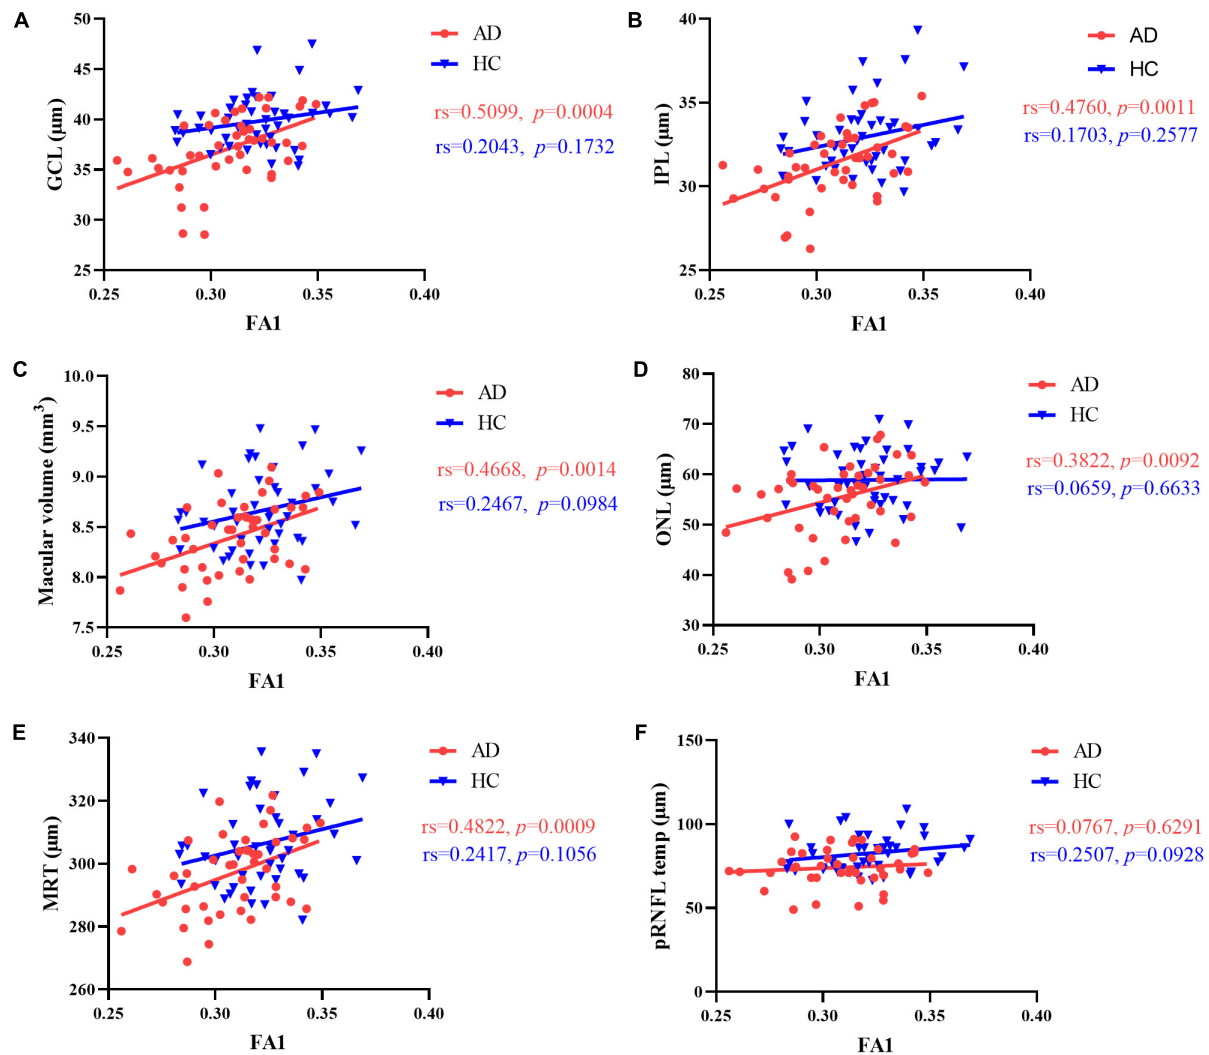 A
50
45
40
35
30
25
GCL (μm)
0.25 0.30 0.35 0.40
FA1
AD
HC
rs=0.5099, p=0.0004
rs=0.2043, p=0.1732
B
40
35
30
25
IPL (μm)
0.25 0.30 0.35 0.40
FA1
AD
HC
rs=0.4760, p=0.0011
rs=0.1703, p=0.2577
C
10.0
9.5
9.0
8.5
8.0
7.5
Macular volume (mm³)
0.25 0.30 0.35 0.40
FA1
AD
HC
rs=0.4668, p=0.0014
rs=0.2467, p=0.0984
D
80
70
60
50
40
30
ONL (μm)
0.25 0.30 0.35 0.40
FA1
AD
HC
rs=0.3822, p=0.0092
rs=0.0659, p=0.6633
E
340
320
300
280
260
MRT (μm)
0.25 0.30 0.35 0.40
FA1
AD
HC
rs=0.4822, p=0.0009
rs=0.2417, p=0.1056
F
150
100
50
0
pRNFL temp (μm)
0.25 0.30 0.35 0.40
FA1
AD
HC
rs=0.0767, p=0.6291
rs=0.2507, p=0.0928